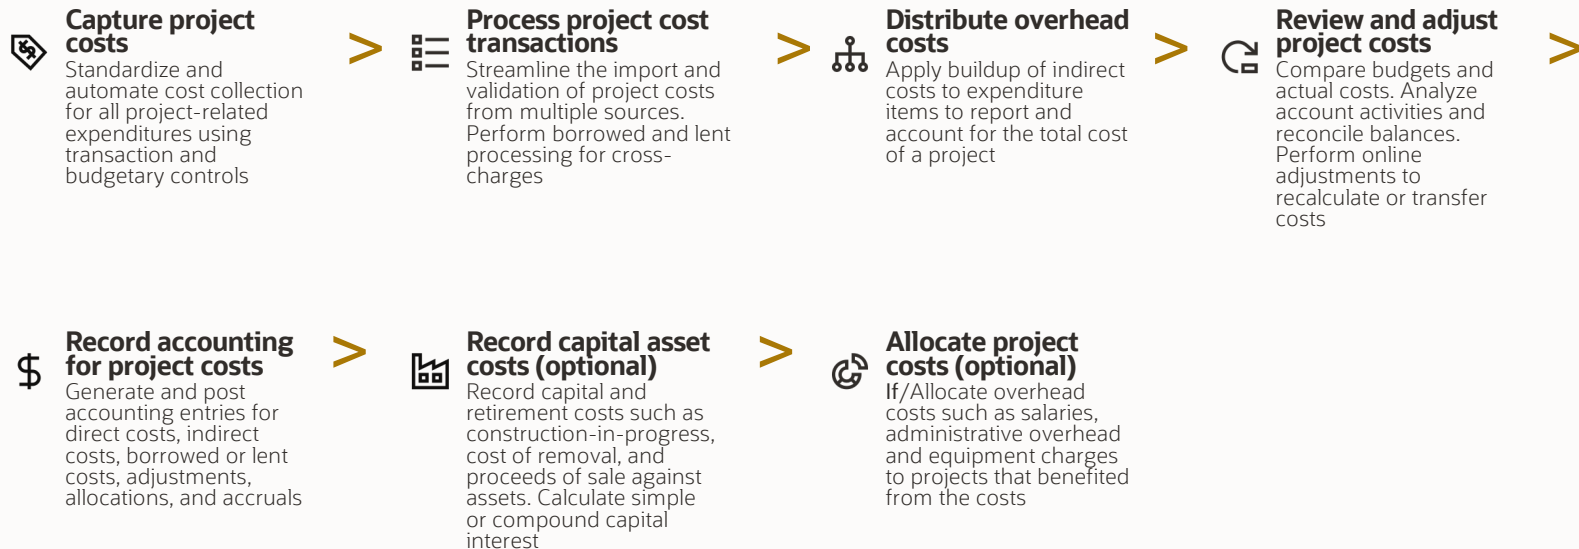 Capture project
costs
Standardize and
automate cost collection
for all project-related
expenditures using
transaction and
budgetary controls
>
Process project cost
transactions
Streamline the import and
validation of project costs
from multiple sources.
Perform borrowed and lent
processing for cross-
charges
>
Distribute overhead
costs
Apply buildup of indirect
costs to expenditure
items to report and
account for the total cost
of a project
>
Review and adjust
project costs
Compare budgets and
actual costs. Analyze
account activities and
reconcile balances.
Perform online
adjustments to
recalculate or transfer
costs
>
$
Record accounting
for project costs
Generate and post
accounting entries for
direct costs, indirect
costs, borrowed or lent
costs, adjustments,
allocations, and accruals
>
Record capital asset
costs (optional)
Record capital and
retirement costs such as
construction-in-progress,
cost of removal, and
proceeds of sale against
assets. Calculate simple
or compound capital
interest
>
Allocate project
costs (optional)
If/Allocate overhead
costs such as salaries,
administrative overhead
and equipment charges
to projects that benefited
from the costs